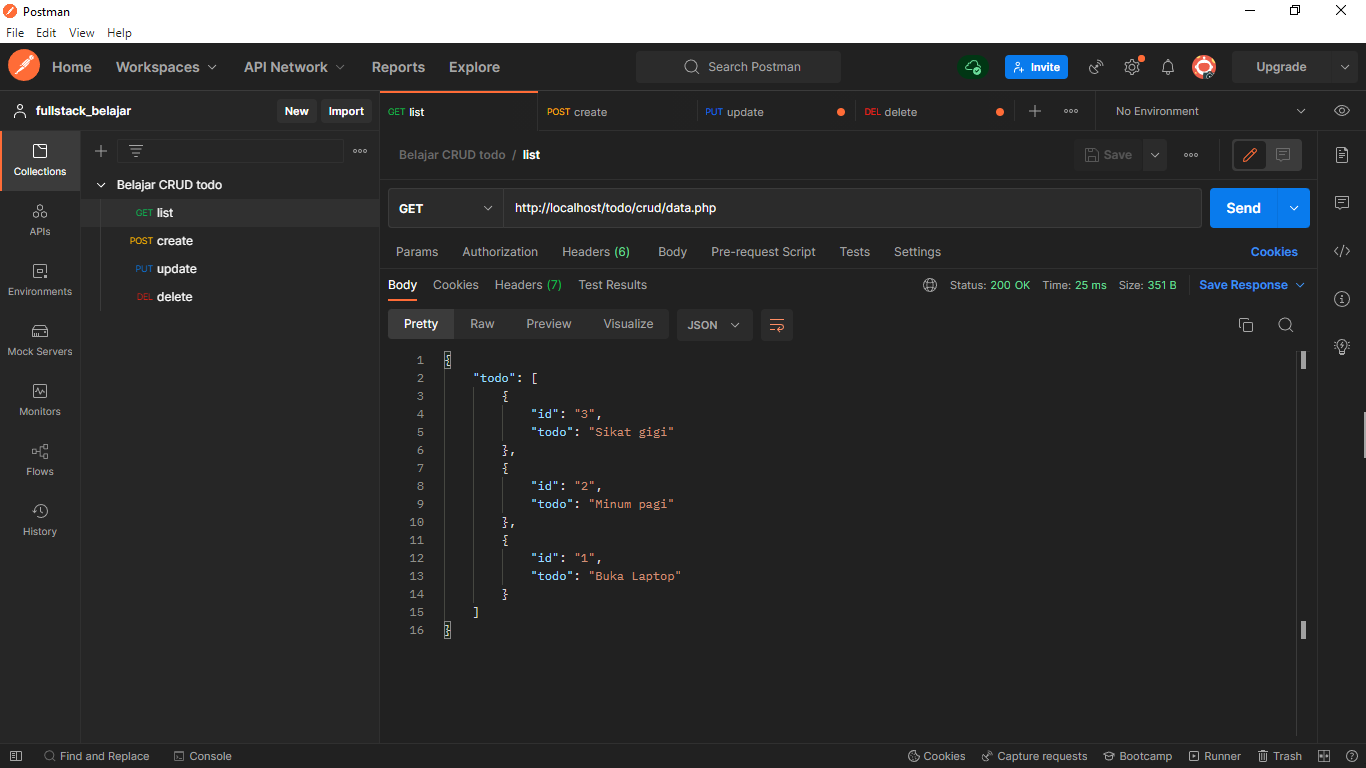 Postman
File Edit View Help
Home Workspaces API Network Reports Explore Search Postman Invite Upgrade
fullstack_belajar New Import GET list POST create PUT update DEL delete No Environment
Collections
APIs
Environments
Mock Servers
Monitors
Flows
History
Belajar CRUD todo
GET list
POST create
PUT update
DEL delete
Belajar CRUD todo / list Save
GET http://localhost/todo/crud/data.php Send
Params Authorization Headers (6) Body Pre-request Script Tests Settings Cookies
Body Cookies Headers (7) Test Results Status: 200 OK Time: 25 ms Size: 351 B Save Response
Pretty Raw Preview Visualize JSON
1 {
2 "todo": [
3 {
4 "id": "3",
5 "todo": "Sikat gigi"
6 },
7 {
8 "id": "2",
9 "todo": "Minum pagi"
10 },
11 {
12 "id": "1",
13 "todo": "Buka Laptop"
14 }
15 ]
16 }
Find and Replace Console Cookies Capture requests Bootcamp Runner Trash